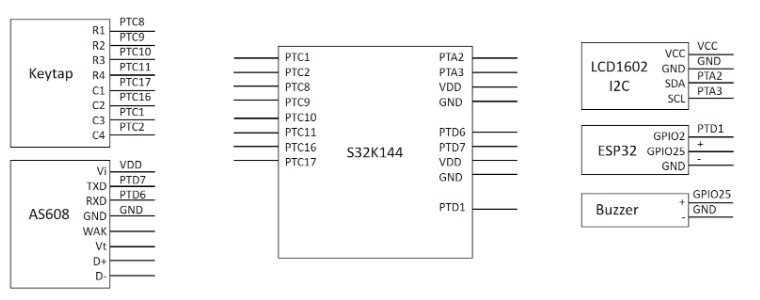 Keytap
R1 PTC8
R2 PTC9
R3 PTC10
R4 PTC11
C1 PTC17
C2 PTC16
C3 PTC1
C4 PTC2
AS608
Vi VDD
TXD PTD7
RXD PTD6
GND GND
WAK
Vt
D+
D-
S32K144
PTC1
PTC2
PTC8
PTC9
PTC10
PTC11
PTC16
PTC17
PTA2
PTA3
VDD
GND
PTD6
PTD7
VDD
GND
PTD1
LCD1602
I2C
VCC VCC
GND GND
SDA PTA2
SCL PTA3
ESP32
GPIO2 PTD1
GPIO25 +
GND -
Buzzer
+ GPIO25
- GND